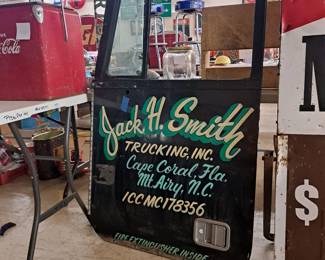 Coca-Cola
Jack H. Smith
TRUCKING, INC.
Cape Coral, Fla.
Mt. Airy, N.C.
ICC MC 178356
FIRE EXTINGUISHER INSIDE
M
$